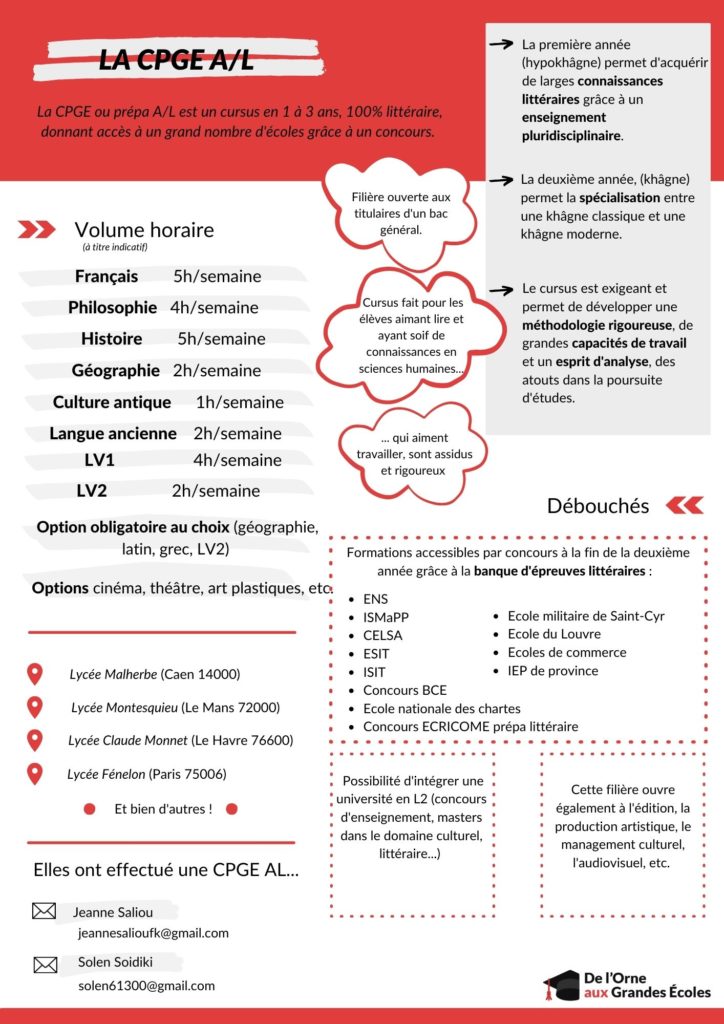 LA CPGE A/L
La CPGE ou prépa A/L est un cursus en 1 à 3 ans, 100% littéraire,
donnant accès à un grand nombre d'écoles grâce à un concours.
La première année
(hypokhâgne) permet d'acquérir
de larges connaissances
littéraires grâce à un
enseignement
pluridisciplinaire.
La deuxième année, (khâgne)
permet la spécialisation entre
une khâgne classique et une
khâgne moderne.
Le cursus est exigeant et
permet de développer une
méthodologie rigoureuse, de
grandes capacités de travail
et un esprit d'analyse, des
atouts dans la poursuite
d'études.
Filière ouverte aux
titulaires d'un bac
général.
Cursus fait pour les
élèves aimant lire et
ayant soif de
connaissances en
sciences humaines...
... qui aiment
travailler, sont assidus
et rigoureux
Volume horaire
(à titre indicatif)
Français 5h/semaine
Philosophie 4h/semaine
Histoire 5h/semaine
Géographie 2h/semaine
Culture antique 1h/semaine
Langue ancienne 2h/semaine
LV1 4h/semaine
LV2 2h/semaine
Option obligatoire au choix (géographie,
latin, grec, LV2)
Options cinéma, théâtre, art plastiques, etc.
Lycée Malherbe (Caen 14000)
Lycée Montesquieu (Le Mans 72000)
Lycée Claude Monnet (Le Havre 76600)
Lycée Fénelon (Paris 75006)
Et bien d'autres !
Elles ont effectué une CPGE AL...
Jeanne Saliou
jeannesalioufk@gmail.com
Solen Soidiki
solen61300@gmail.com
Débouchés
Formations accessibles par concours à la fin de la deuxième
année grâce à la banque d'épreuves littéraires :
• ENS
• ISMaPP
• CELSA
• ESIT
• ISIT
• Concours BCE
• Ecole nationale des chartes
• Concours ECRICOME prépa littéraire
• Ecole militaire de Saint-Cyr
• Ecole du Louvre
• Ecoles de commerce
• IEP de province
Possibilité d'intégrer une
université en L2 (concours
d'enseignement, masters
dans le domaine culturel,
littéraire...)
Cette filière ouvre
également à l'édition, la
production artistique, le
management culturel,
l'audiovisuel, etc.
De l'Orne
aux Grandes Écoles